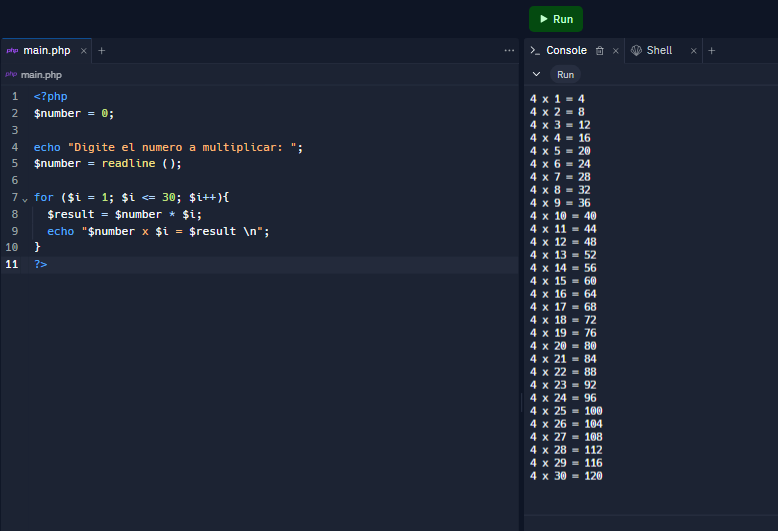 Run
php main.php × +
...
php main.php
1 <?php
2 $number = 0;
3
4 echo "Digite el numero a multiplicar: ";
5 $number = readline ();
6
7 for ($i = 1; $i <= 30; $i++){
8 $result = $number * $i;
9 echo "$number x $i = $result \n";
10 }
11 ?>
>_ Console × Shell × +
Run
4 x 1 = 4
4 x 2 = 8
4 x 3 = 12
4 x 4 = 16
4 x 5 = 20
4 x 6 = 24
4 x 7 = 28
4 x 8 = 32
4 x 9 = 36
4 x 10 = 40
4 x 11 = 44
4 x 12 = 48
4 x 13 = 52
4 x 14 = 56
4 x 15 = 60
4 x 16 = 64
4 x 17 = 68
4 x 18 = 72
4 x 19 = 76
4 x 20 = 80
4 x 21 = 84
4 x 22 = 88
4 x 23 = 92
4 x 24 = 96
4 x 25 = 100
4 x 26 = 104
4 x 27 = 108
4 x 28 = 112
4 x 29 = 116
4 x 30 = 120